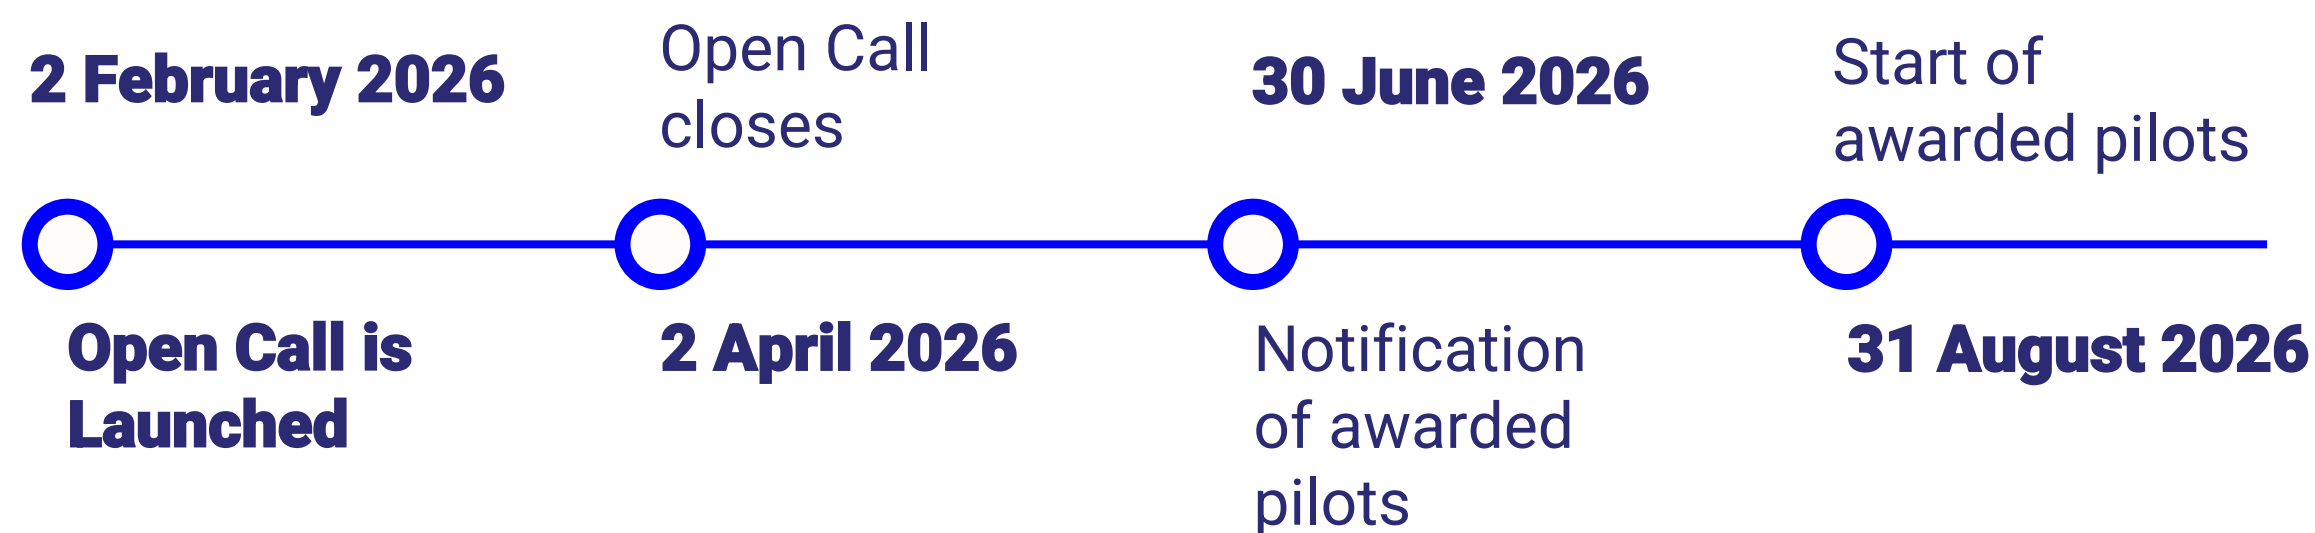 2 February 2026
Open Call is
Launched
Open Call
closes
2 April 2026
30 June 2026
Notification
of awarded
pilots
Start of
awarded pilots
31 August 2026